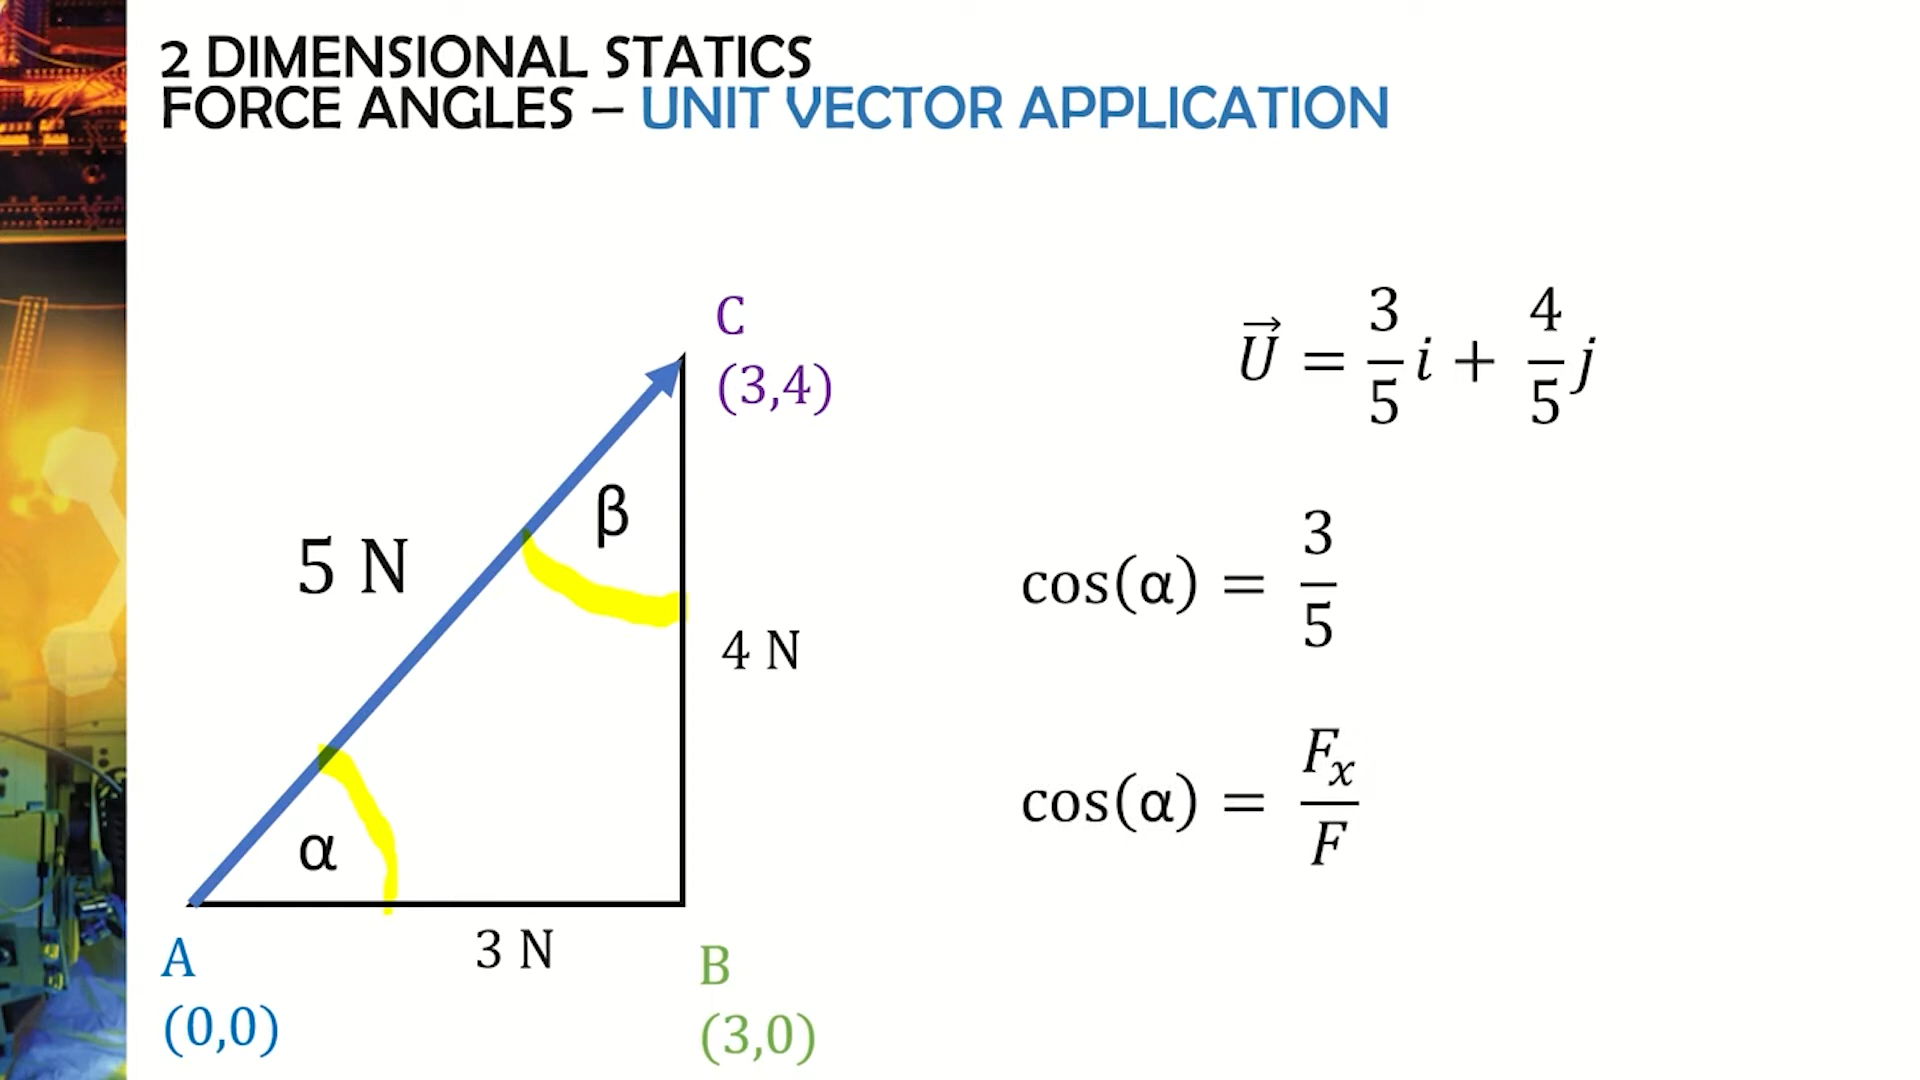 2 DIMENSIONAL STATICS
FORCE ANGLES – UNIT VECTOR APPLICATION
C
(3,4)
β
5 N
4 N
α
3 N
A
(0,0)
B
(3,0)
U⃗ = 3/5 i + 4/5 j
cos(α) = 3/5
cos(α) = Fₓ/F